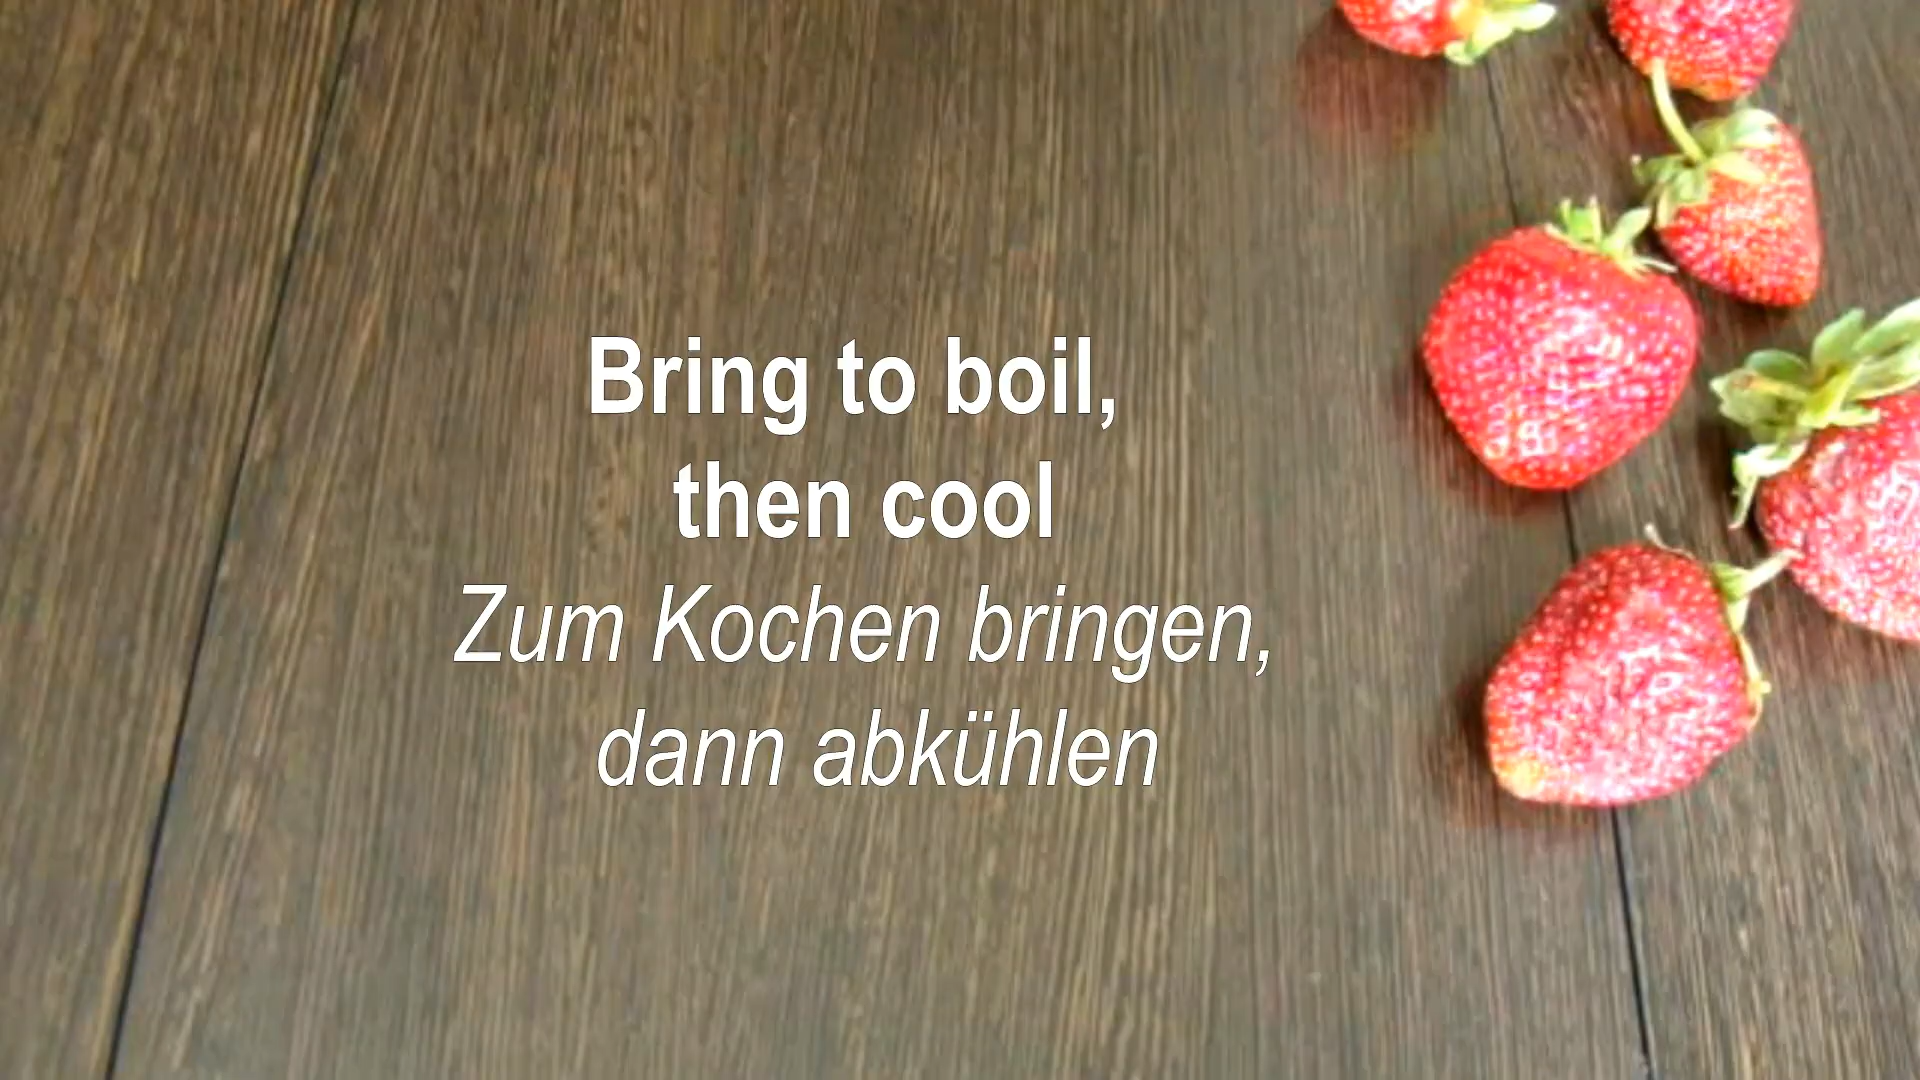 Bring to boil,
then cool
Zum Kochen bringen,
dann abkühlen